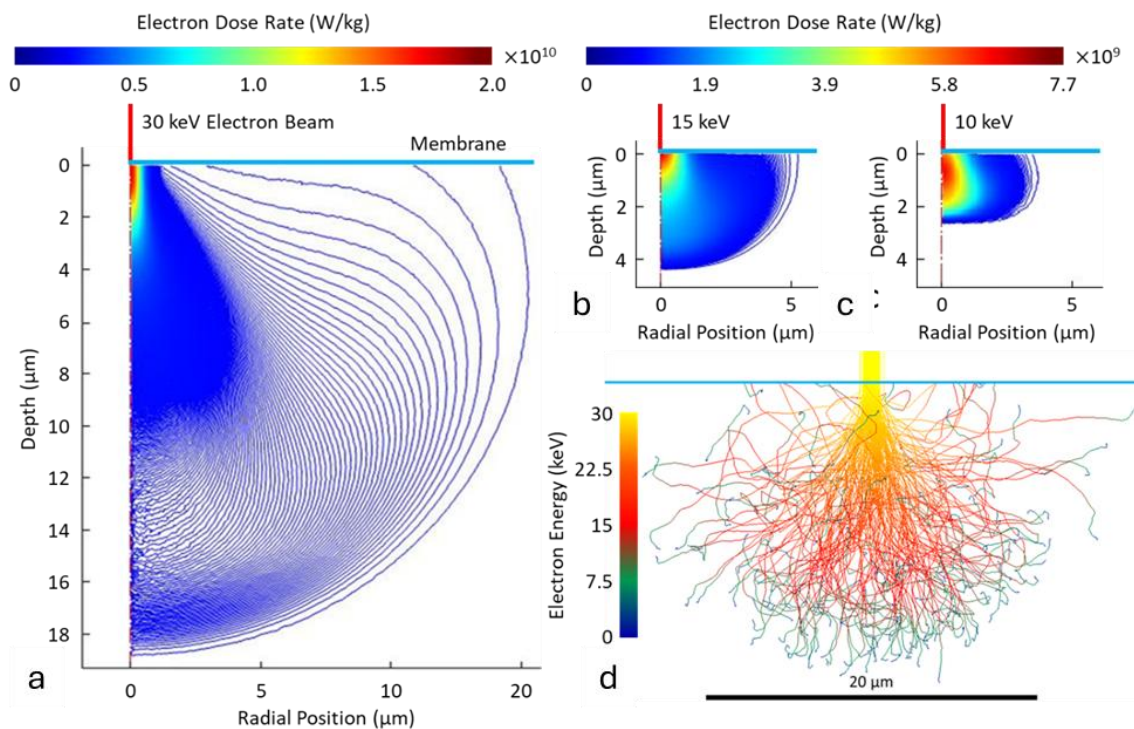 Electron Dose Rate (W/kg)
×10¹⁰
0 0.5 1.0 1.5 2.0
30 keV Electron Beam
Membrane
0
2
4
6
8
10
12
14
16
18
Depth (μm)
0 5 10 20
Radial Position (μm)
a
Electron Dose Rate (W/kg)
×10⁹
0 1.9 3.9 5.8 7.7
15 keV
0
2
4
Depth (μm)
0 5
Radial Position (μm)
b
10 keV
0
2
4
Depth (μm)
0 5
Radial Position (μm)
c
30
22.5
15
7.5
0
Electron Energy (keV)
20 μm
d